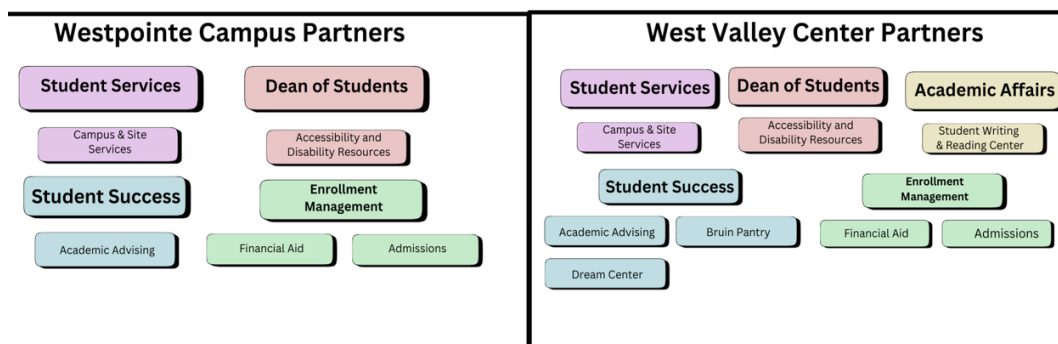 Westpointe Campus Partners
Student Services
Dean of Students
Campus & Site
Services
Accessibility and
Disability Resources
Student Success
Enrollment
Management
Academic Advising
Financial Aid
Admissions
West Valley Center Partners
Student Services
Dean of Students
Academic Affairs
Campus & Site
Services
Accessibility and
Disability Resources
Student Writing
& Reading Center
Student Success
Enrollment
Management
Academic Advising
Bruin Pantry
Financial Aid
Admissions
Dream Center